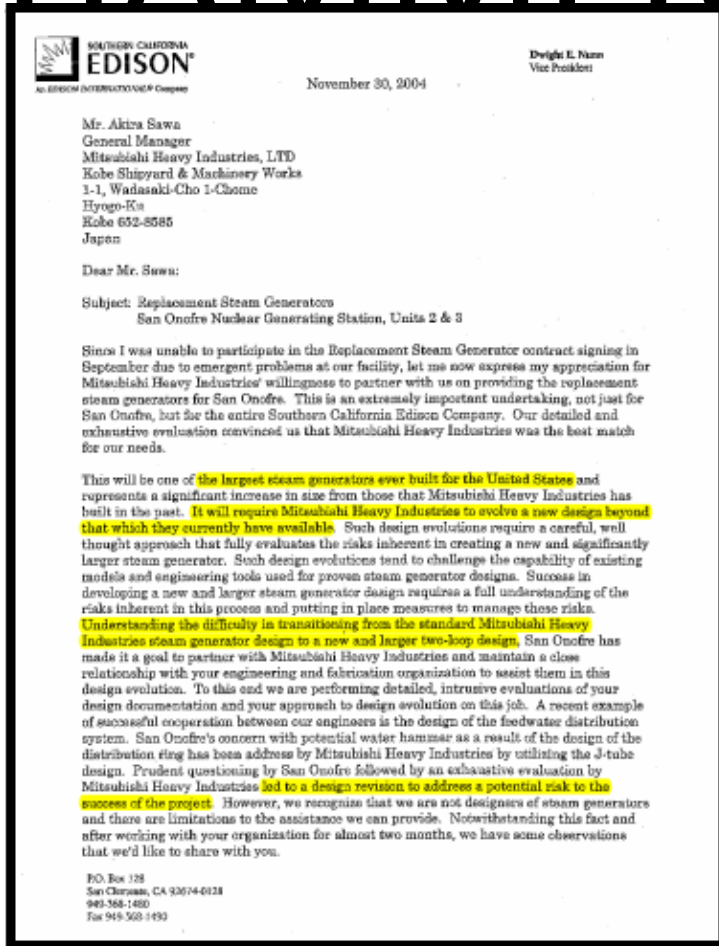 SOUTHERN CALIFORNIA
EDISON®
An EDISON INTERNATIONAL® Company
Dwight E. Nunn
Vice President
November 30, 2004
Mr. Akira Sawa
General Manager
Mitsubishi Heavy Industries, LTD
Kobe Shipyard & Machinery Works
1-1, Wadasaki-Cho 1-Chome
Hyogo-Ku
Kobe 652-8585
Japan
Dear Mr. Sawa:
Subject: Replacement Steam Generators
San Onofre Nuclear Generating Station, Units 2 & 3
Since I was unable to participate in the Replacement Steam Generator contract signing in
September due to emergent problems at our facility, let me now express my appreciation for
Mitsubishi Heavy Industries' willingness to partner with us on providing the replacement
steam generators for San Onofre. This is an extremely important undertaking, not just for
San Onofre, but for the entire Southern California Edison Company. Our detailed and
exhaustive evaluation convinced us that Mitsubishi Heavy Industries was the best match
for our needs.
This will be one of the largest steam generators ever built for the United States and
represents a significant increase in size from those that Mitsubishi Heavy Industries has
built in the past. It will require Mitsubishi Heavy Industries to evolve a new design beyond
that which they currently have available. Such design evolutions require a careful, well
thought approach that fully evaluates the risks inherent in creating a new and significantly
larger steam generator. Such design evolutions tend to challenge the capability of existing
models and engineering tools used for proven steam generator designs. Success in
developing a new and larger steam generator design requires a full understanding of the
risks inherent in this process and putting in place measures to manage these risks.
Understanding the difficulty in transitioning from the standard Mitsubishi Heavy
Industries steam generator design to a new and larger two-loop design, San Onofre has
made it a goal to partner with Mitsubishi Heavy Industries and maintain a close
relationship with your engineering and fabrication organization to assist them in this
design evolution. To this end we are performing detailed, intrusive evaluations of your
design documentation and your approach to design evolution on this job. A recent example
of successful cooperation between our engineers is the design of the feedwater distribution
system. San Onofre's concern with potential water hammer as a result of the design of the
distribution ring has been address by Mitsubishi Heavy Industries by utilizing the J-tube
design. Prudent questioning by San Onofre followed by an exhaustive evaluation by
Mitsubishi Heavy Industries led to a design revision to address a potential risk to the
success of the project. However, we recognize that we are not designers of steam generators
and there are limitations to the assistance we can provide. Notwithstanding this fact and
after working with your organization for almost two months, we have some observations
that we'd like to share with you.
P.O. Box 128
San Clemente, CA 92674-0128
949-368-1480
Fax 949-368-1490